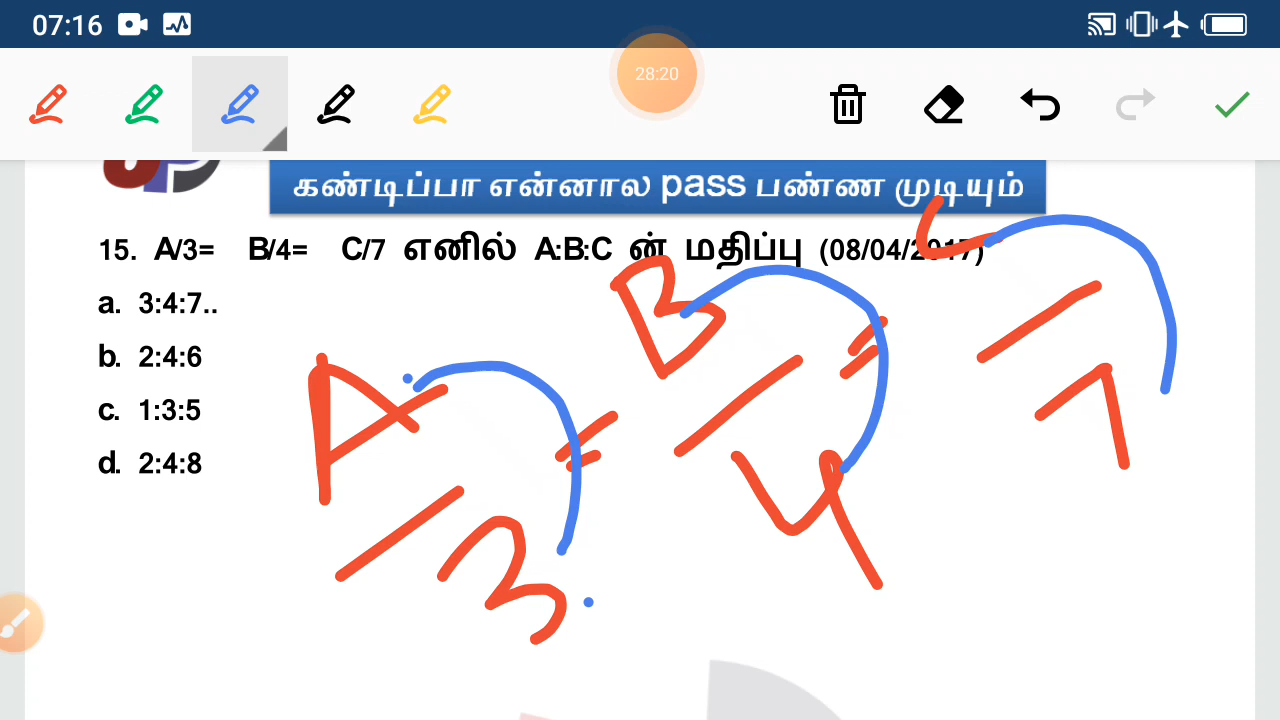 07:16
28:20
கண்டிப்பா என்னால pass பண்ண முடியும்
15. A/3= B/4= C/7 எனில் A:B:C ன் மதிப்பு (08/04/2017)
a. 3:4:7..
b. 2:4:6
c. 1:3:5
d. 2:4:8
A/3 = B/4 = C/7